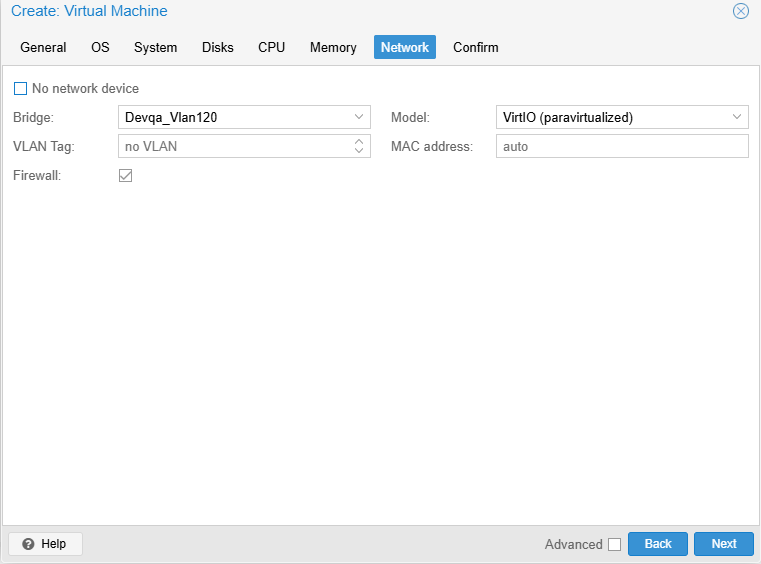 Create: Virtual Machine
General OS System Disks CPU Memory Network Confirm
No network device
Bridge: Devqa_Vlan120 Model: VirtIO (paravirtualized)
VLAN Tag: no VLAN MAC address: auto
Firewall:
Help Advanced Back Next